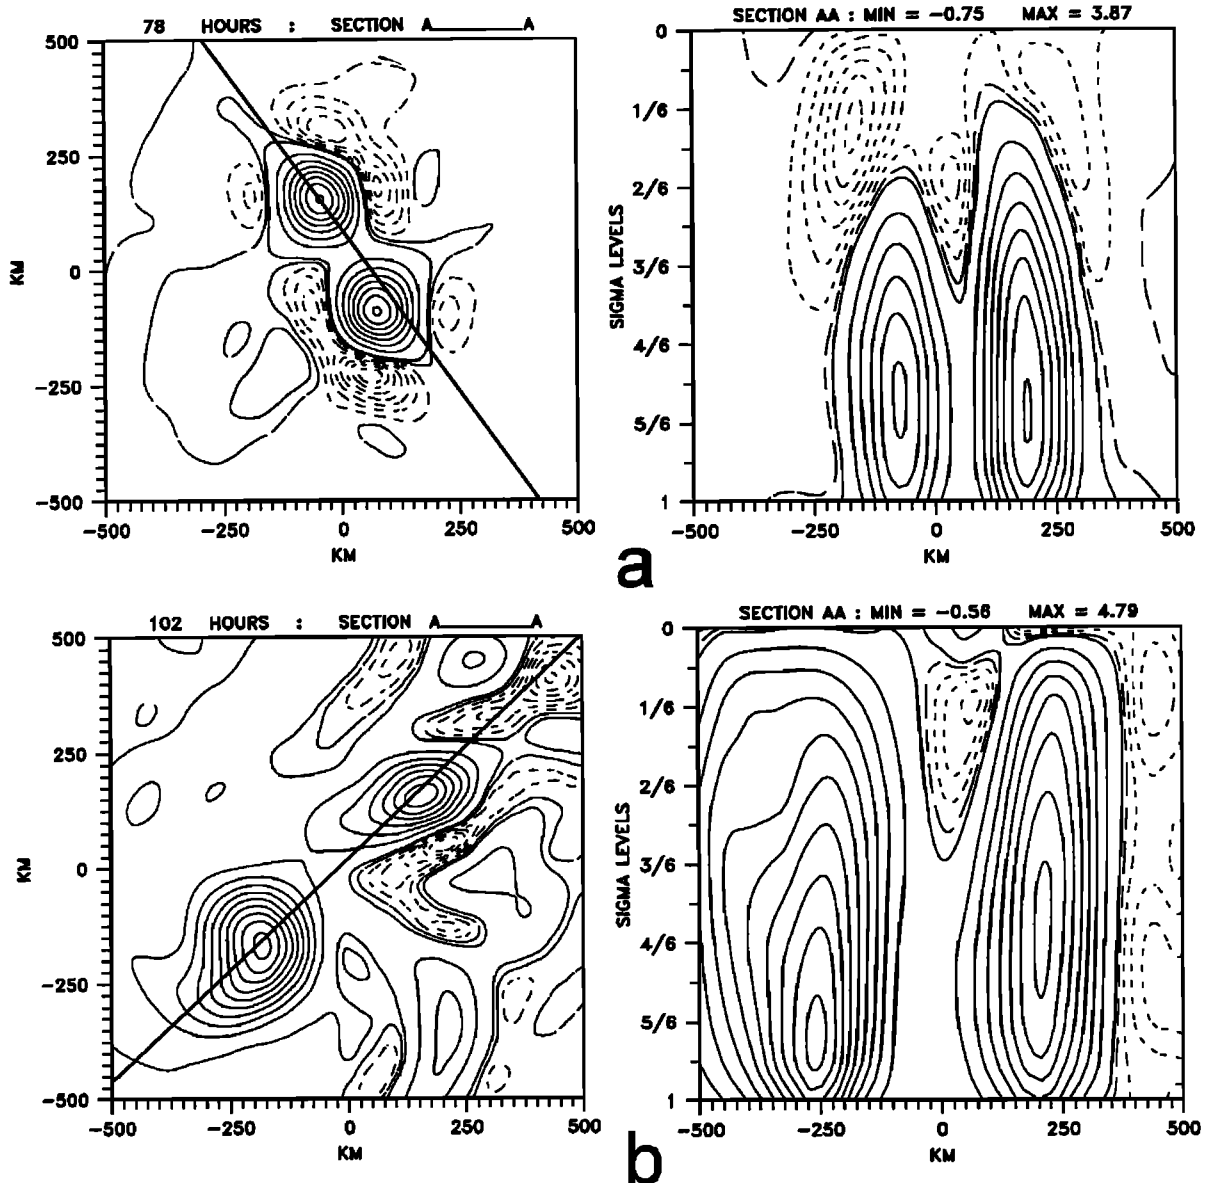 78 HOURS : SECTION A A
500
250
0
-250
-500
KM
-500 -250 0 250 500
KM
SECTION AA : MIN = -0.75 MAX = 3.87
0
1/6
2/6
3/6
4/6
5/6
1
SIGMA LEVELS
-500 -250 0 250 500
KM
a
102 HOURS : SECTION A A
500
250
0
-250
-500
KM
-500 -250 0 250 500
KM
SECTION AA : MIN = -0.56 MAX = 4.79
0
1/6
2/6
3/6
4/6
5/6
1
SIGMA LEVELS
-500 -250 0 250 500
KM
b